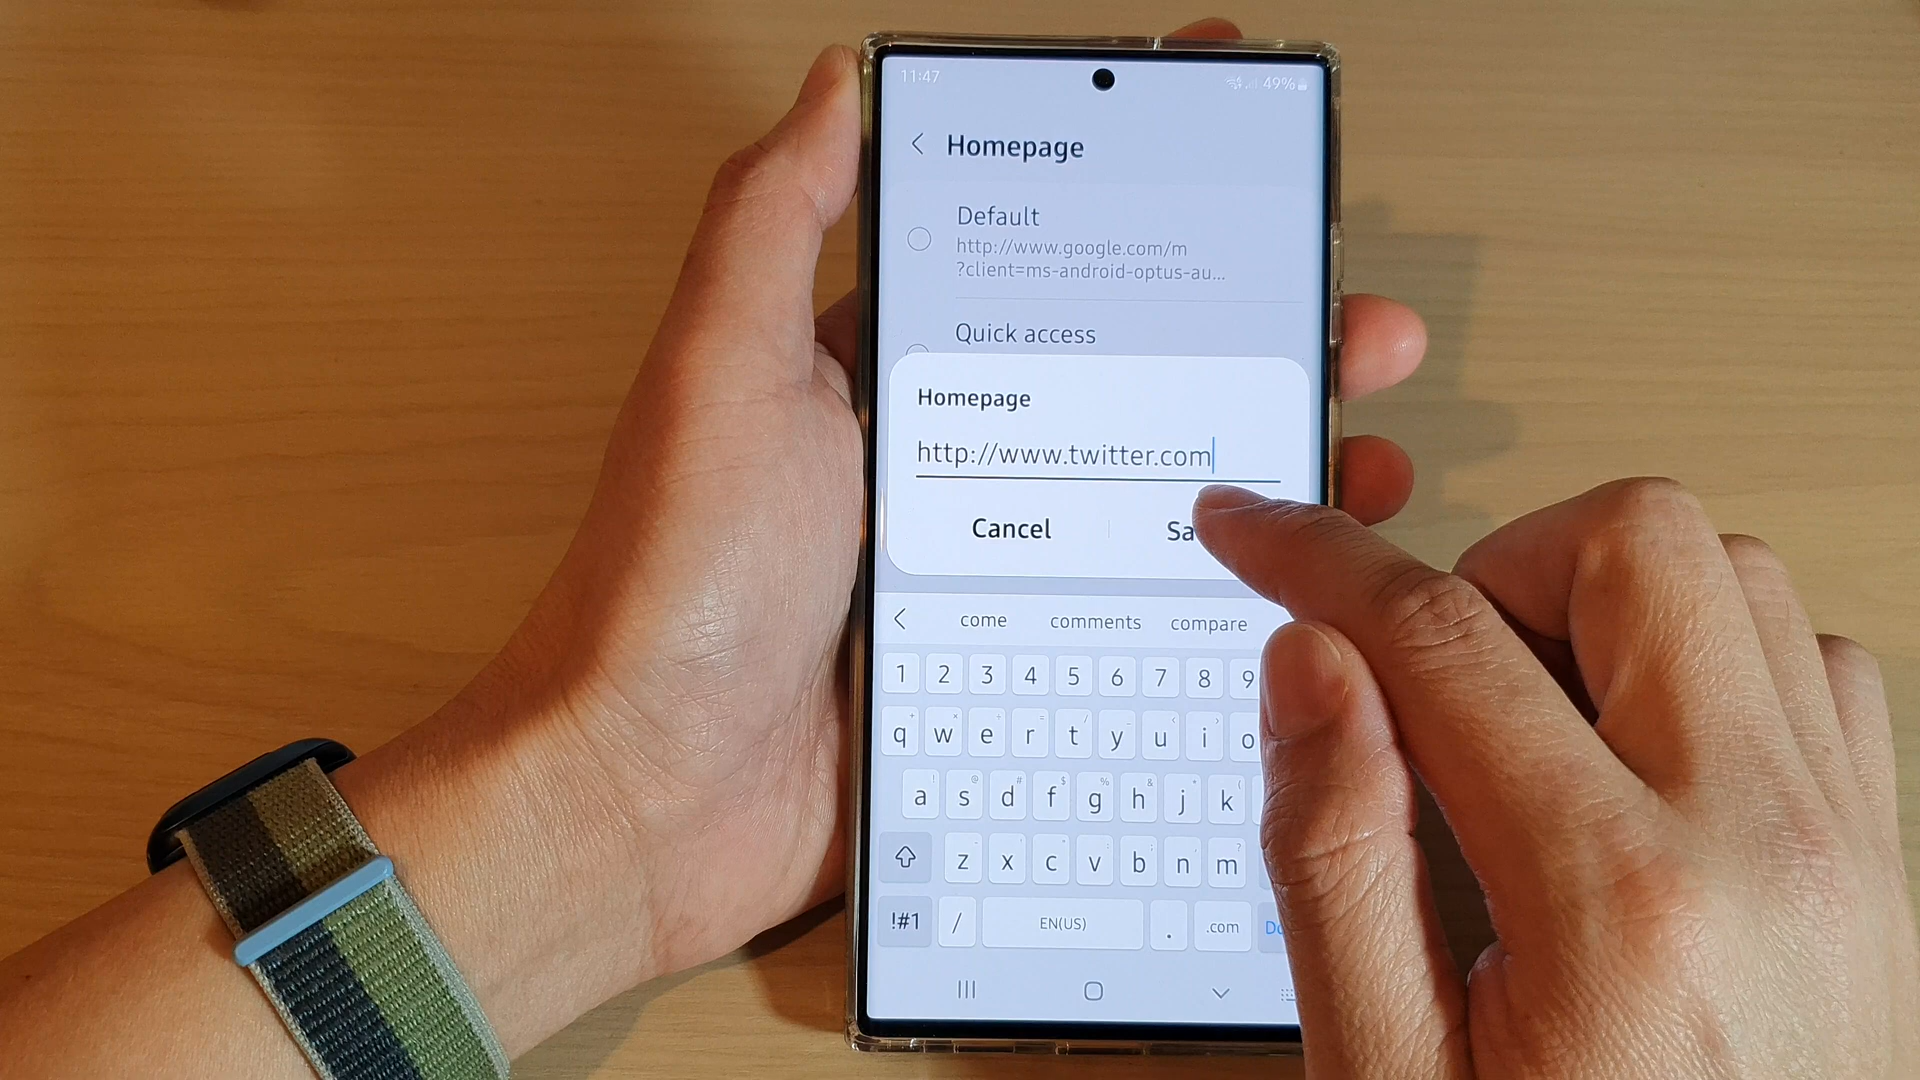 11:47
49%
Homepage
Default
http://www.google.com/m
?client=ms-android-optus-au...
Quick access
Homepage
http://www.twitter.com
Cancel
Sa
come comments compare
1 2 3 4 5 6 7 8 9
q w e r t y u i o
a s d f g h j k
z x c v b n m
!#1 / EN(US) . .com Do